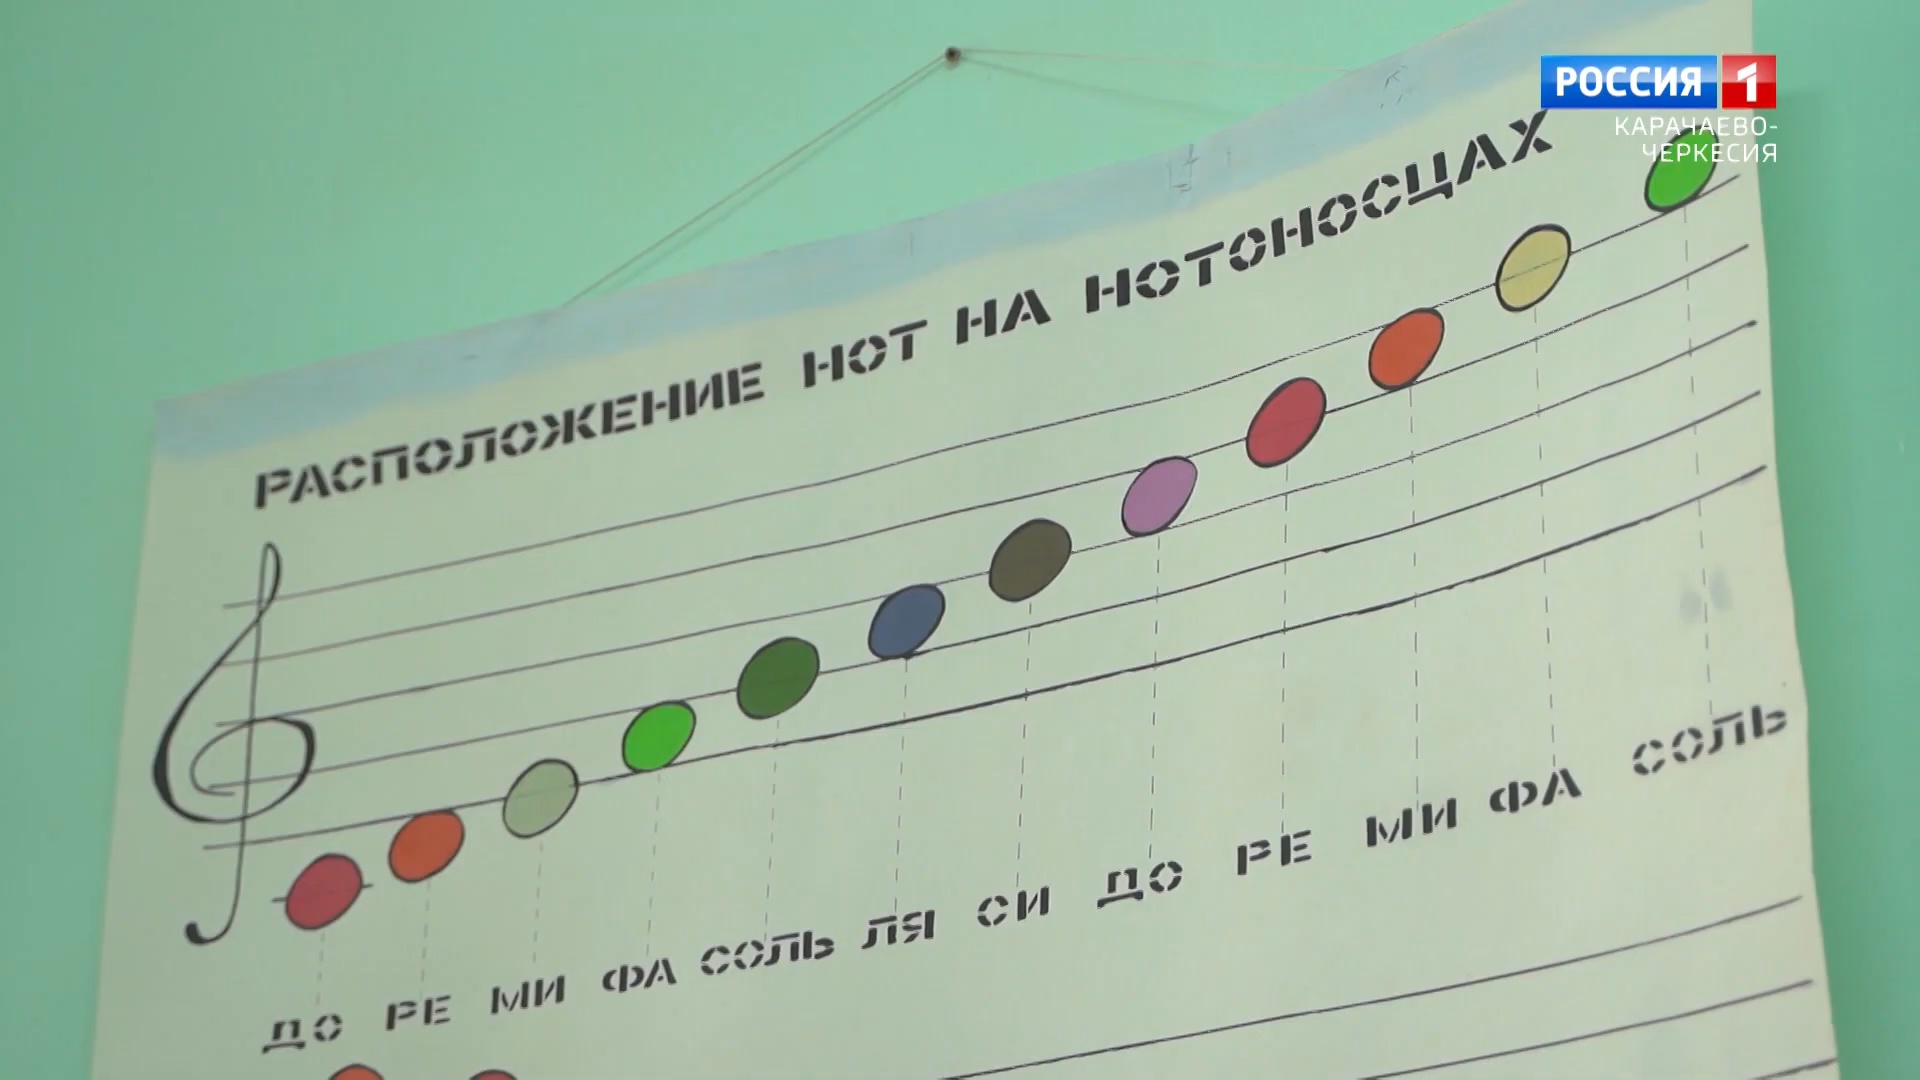 РОССИЯ 1
КАРАЧАЕВО-
ЧЕРКЕСИЯ
РАСПОЛОЖЕНИЕ НОТ НА НОТОНОСЦАХ
ДО РЕ МИ ФА СОЛЬ ЛЯ СИ ДО РЕ МИ ФА СОЛЬ